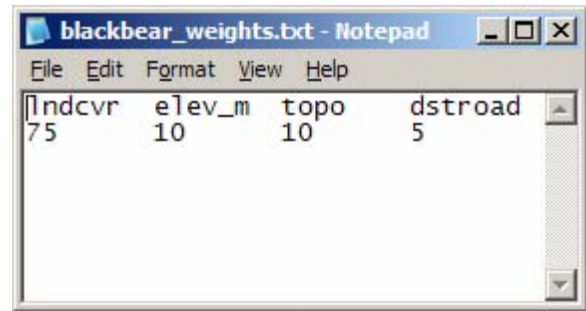 blackbear_weights.txt - Notepad
File Edit Format View Help
lndcvr elev_m topo dstroad
75 10 10 5